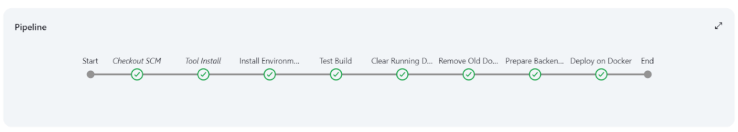 Pipeline
Start Checkout SCM Tool Install Install Environm... Test Build Clear Running D... Remove Old Do... Prepare Backen... Deploy on Docker End